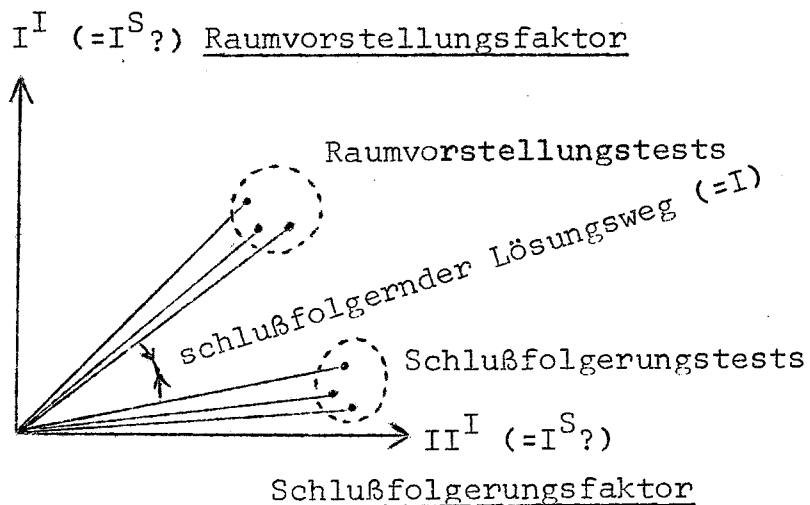 I^I (=I^S?) Raumvorstellungsfaktor
Raumvorstellungstests
schlußfolgernder Lösungsweg (=I)
Schlußfolgerungstests
II^I (=I^S?)
Schlußfolgerungsfaktor